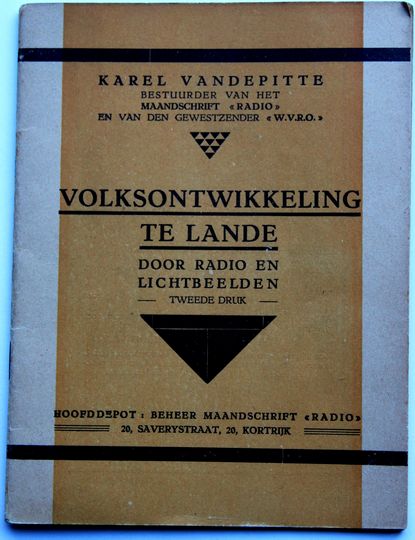 KAREL VANDEPITTE
BESTUURDER VAN HET
MAANDSCHRIFT «RADIO»
EN VAN DEN GEWESTZENDER «W.V.R.O.»
VOLKSONTWIKKELING
TE LANDE
DOOR RADIO EN
LICHTBEELDEN
— TWEEDE DRUK —
HOOFDDEPOT: BEHEER MAANDSCHRIFT «RADIO»
20, SAVERYSTRAAT, 20, KORTRIJK